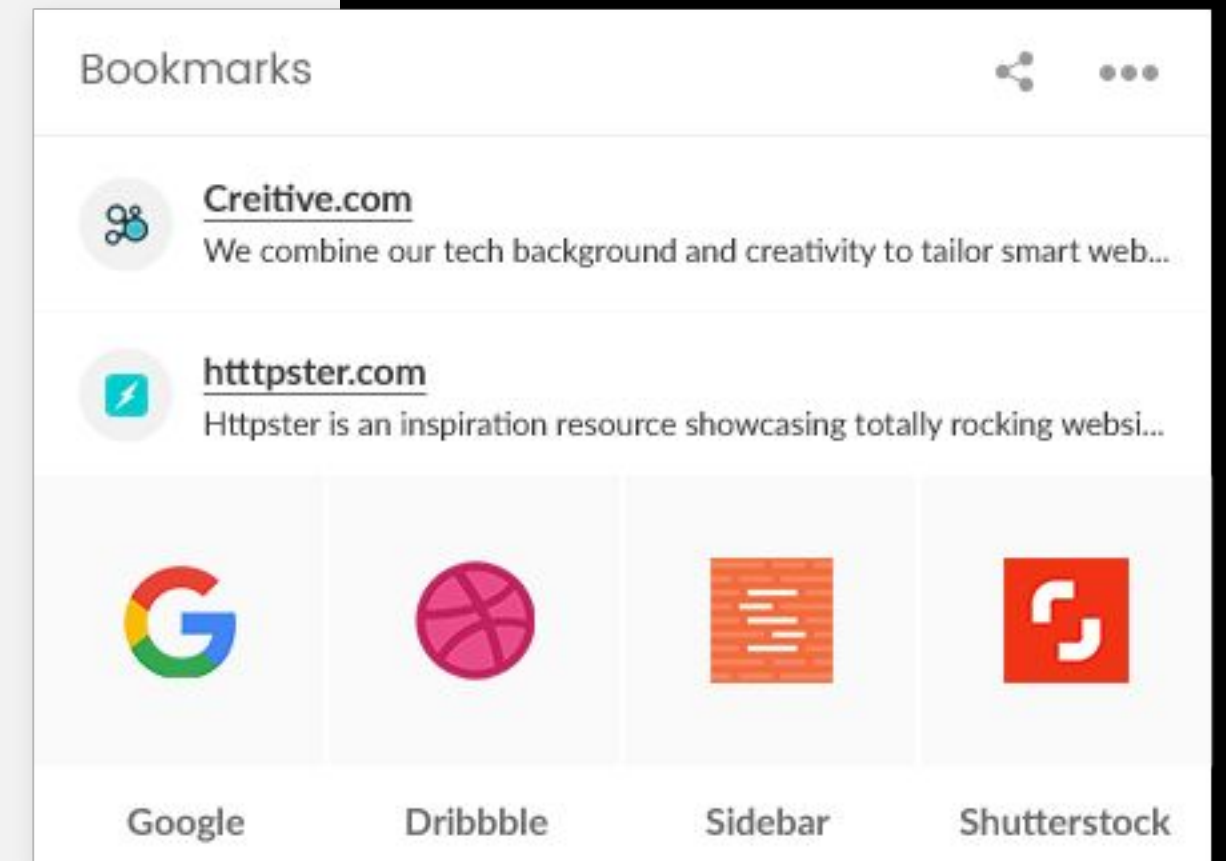 Bookmarks
Creitive.com
We combine our tech background and creativity to tailor smart web...
htttpster.com
Httpster is an inspiration resource showcasing totally rocking websi...
Google
Dribbble
Sidebar
Shutterstock